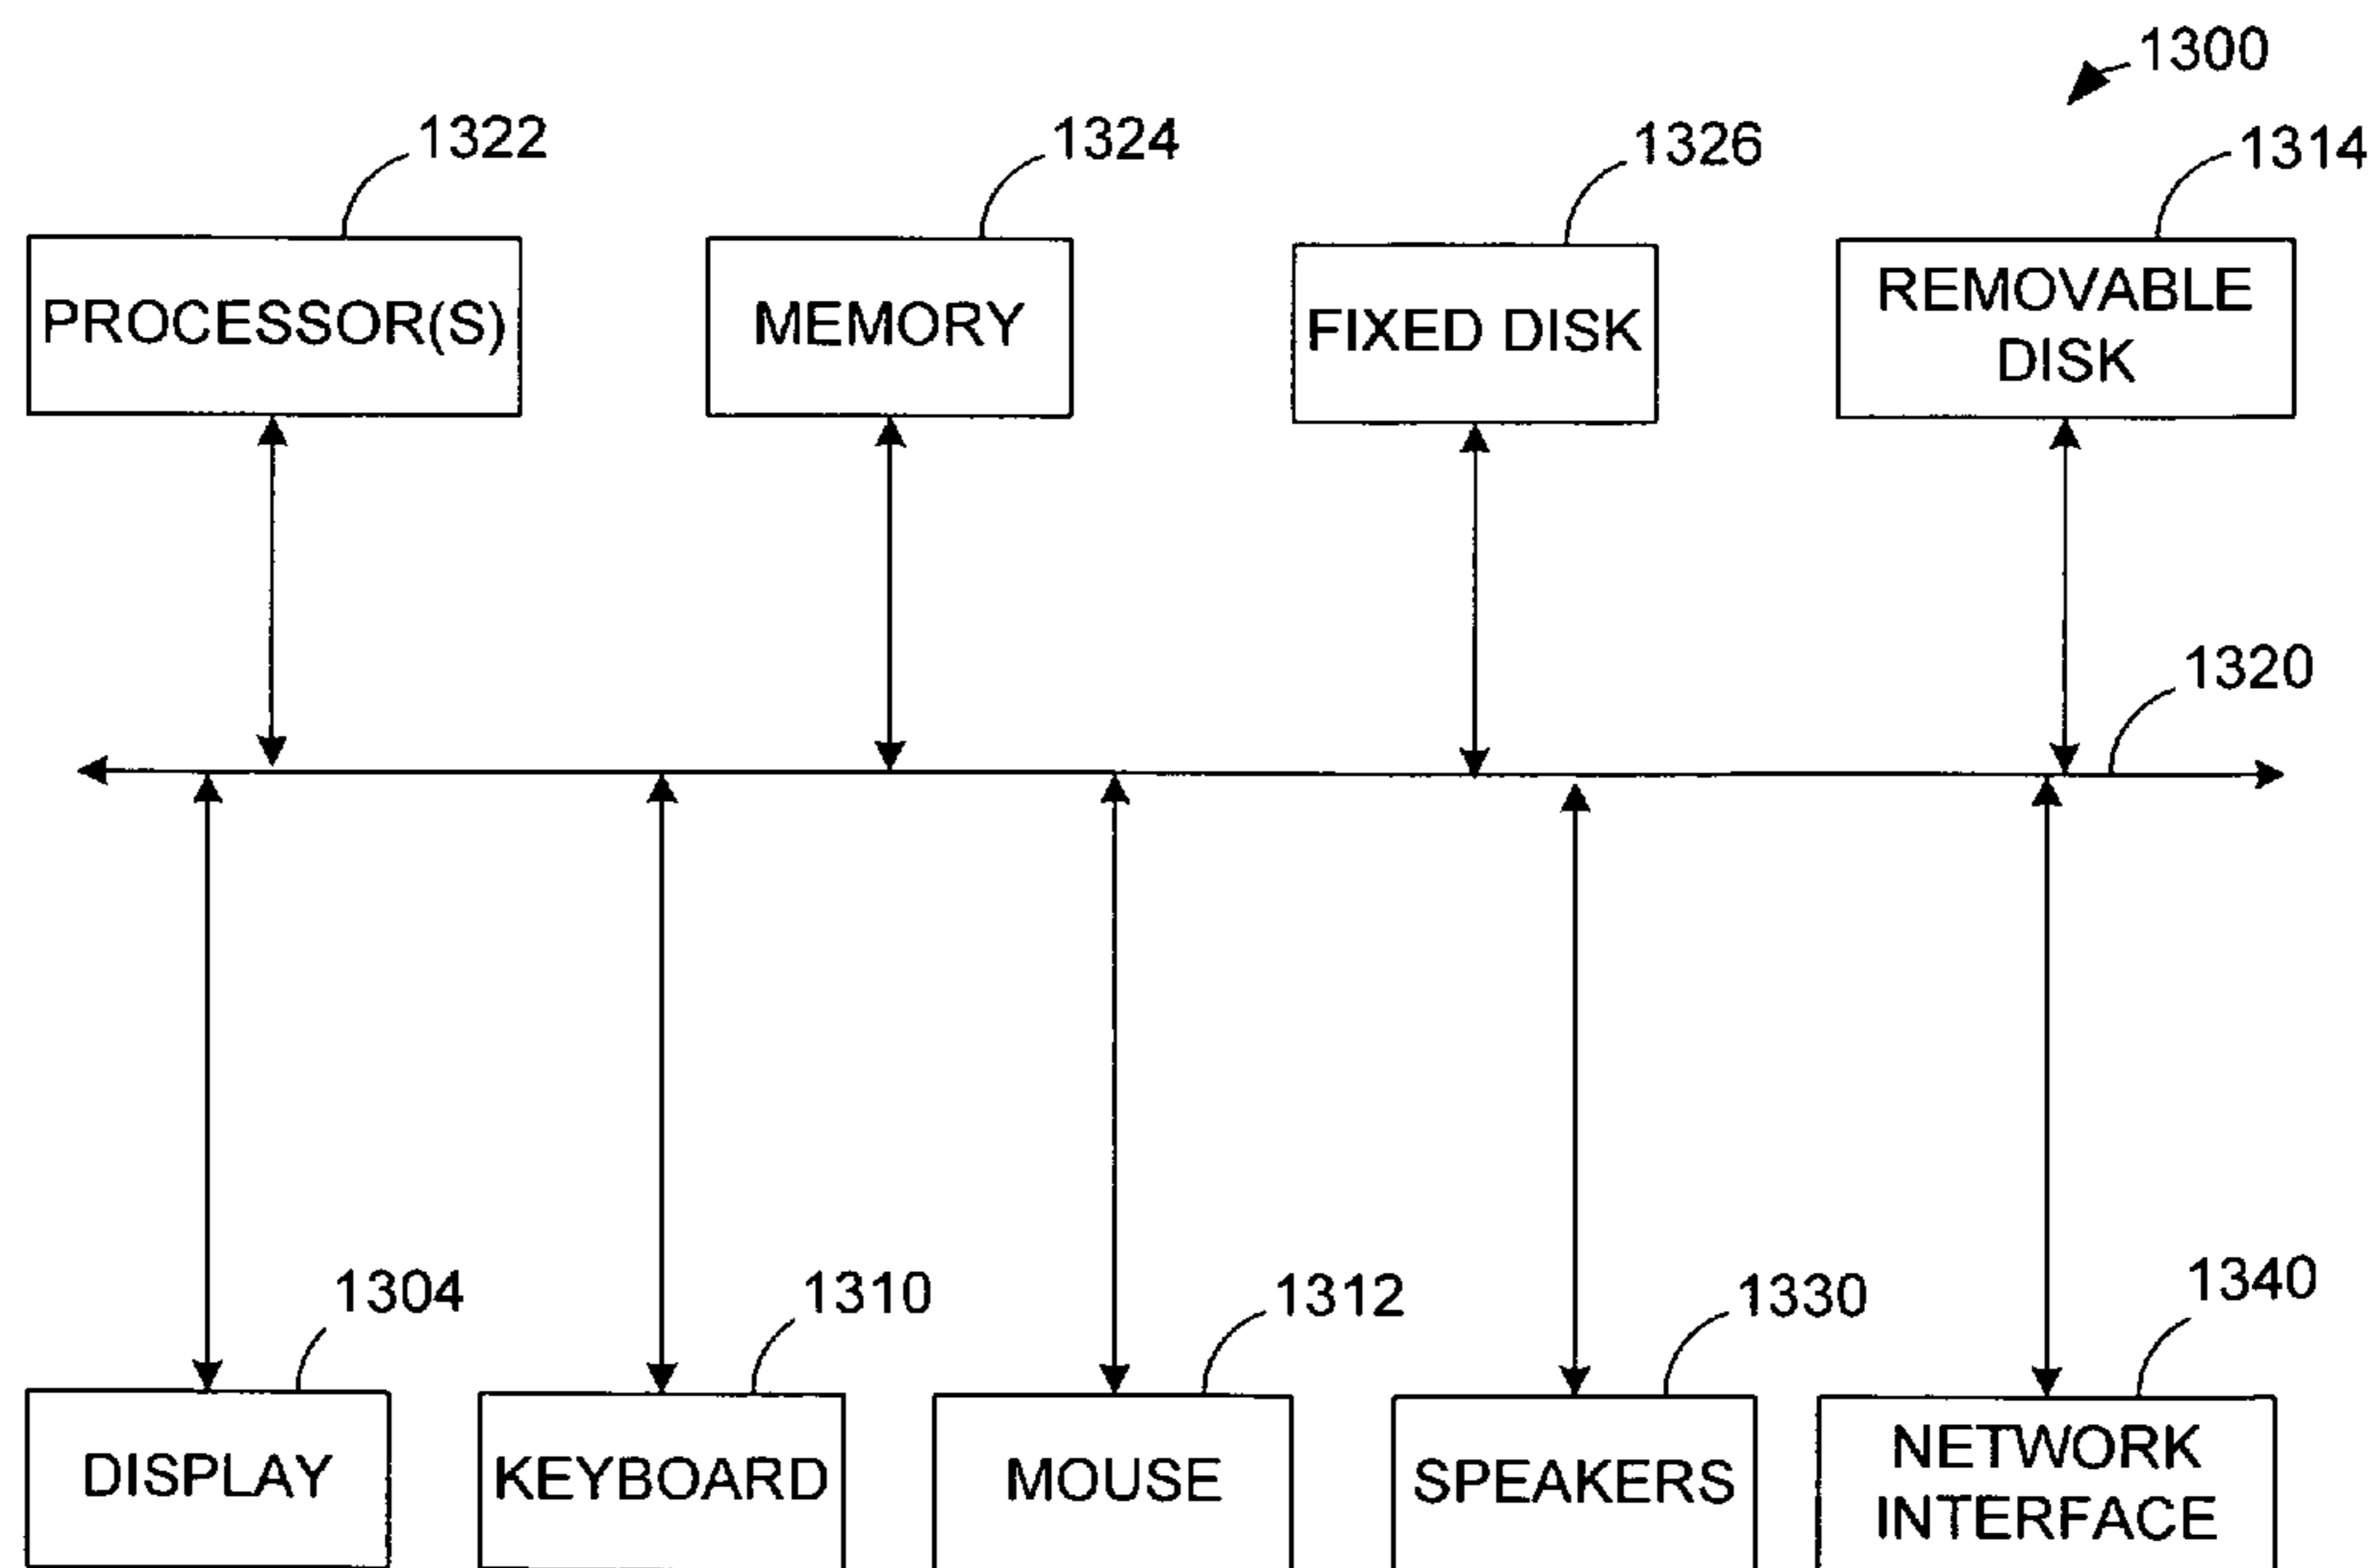 1300
1322
1324
1326
1314
PROCESSOR(S)
MEMORY
FIXED DISK
REMOVABLE
DISK
1320
1304
1310
1312
1330
1340
DISPLAY
KEYBOARD
MOUSE
SPEAKERS
NETWORK
INTERFACE